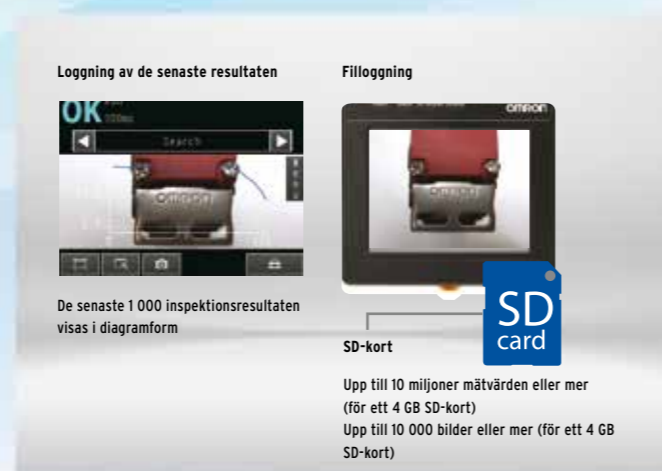 Loggning av de senaste resultaten
OK
Search
OMRON
De senaste 1 000 inspektionsresultaten
visas i diagramform
Filloggning
OMRON
OMRON
SD
card
SD-kort
Upp till 10 miljoner mätvärden eller mer
(för ett 4 GB SD-kort)
Upp till 10 000 bilder eller mer (för ett 4 GB
SD-kort)